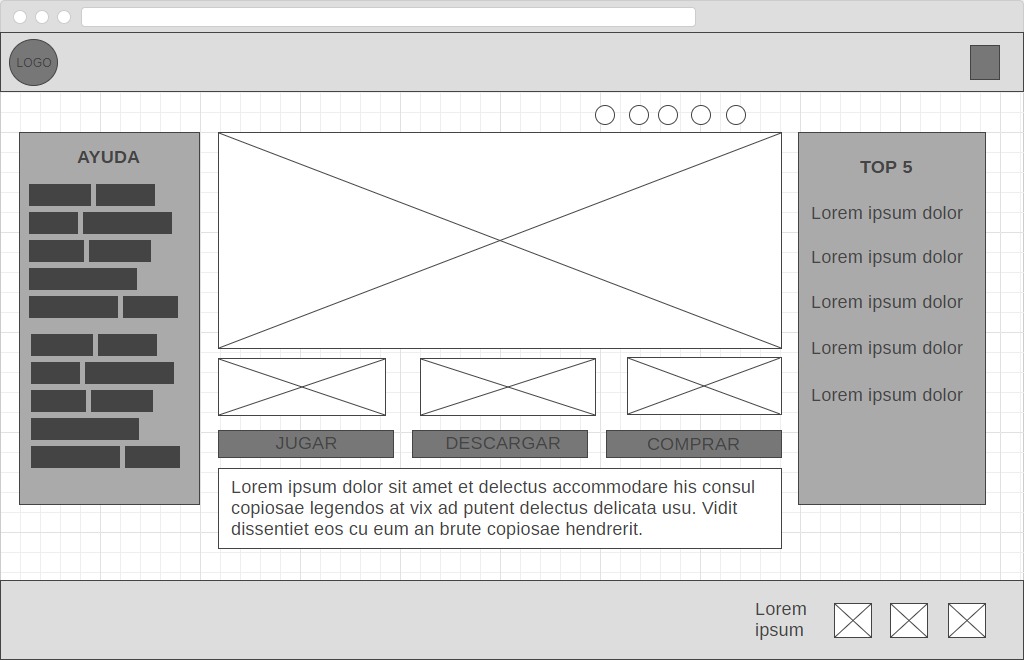 LOGO
AYUDA
TOP 5
Lorem ipsum dolor
Lorem ipsum dolor
Lorem ipsum dolor
Lorem ipsum dolor
Lorem ipsum dolor
JUGAR
DESCARGAR
COMPRAR
Lorem ipsum dolor sit amet et delectus accommodare his consul
copiosae legendos at vix ad putent delectus delicata usu. Vidit
dissentiet eos cu eum an brute copiosae hendrerit.
Lorem
ipsum